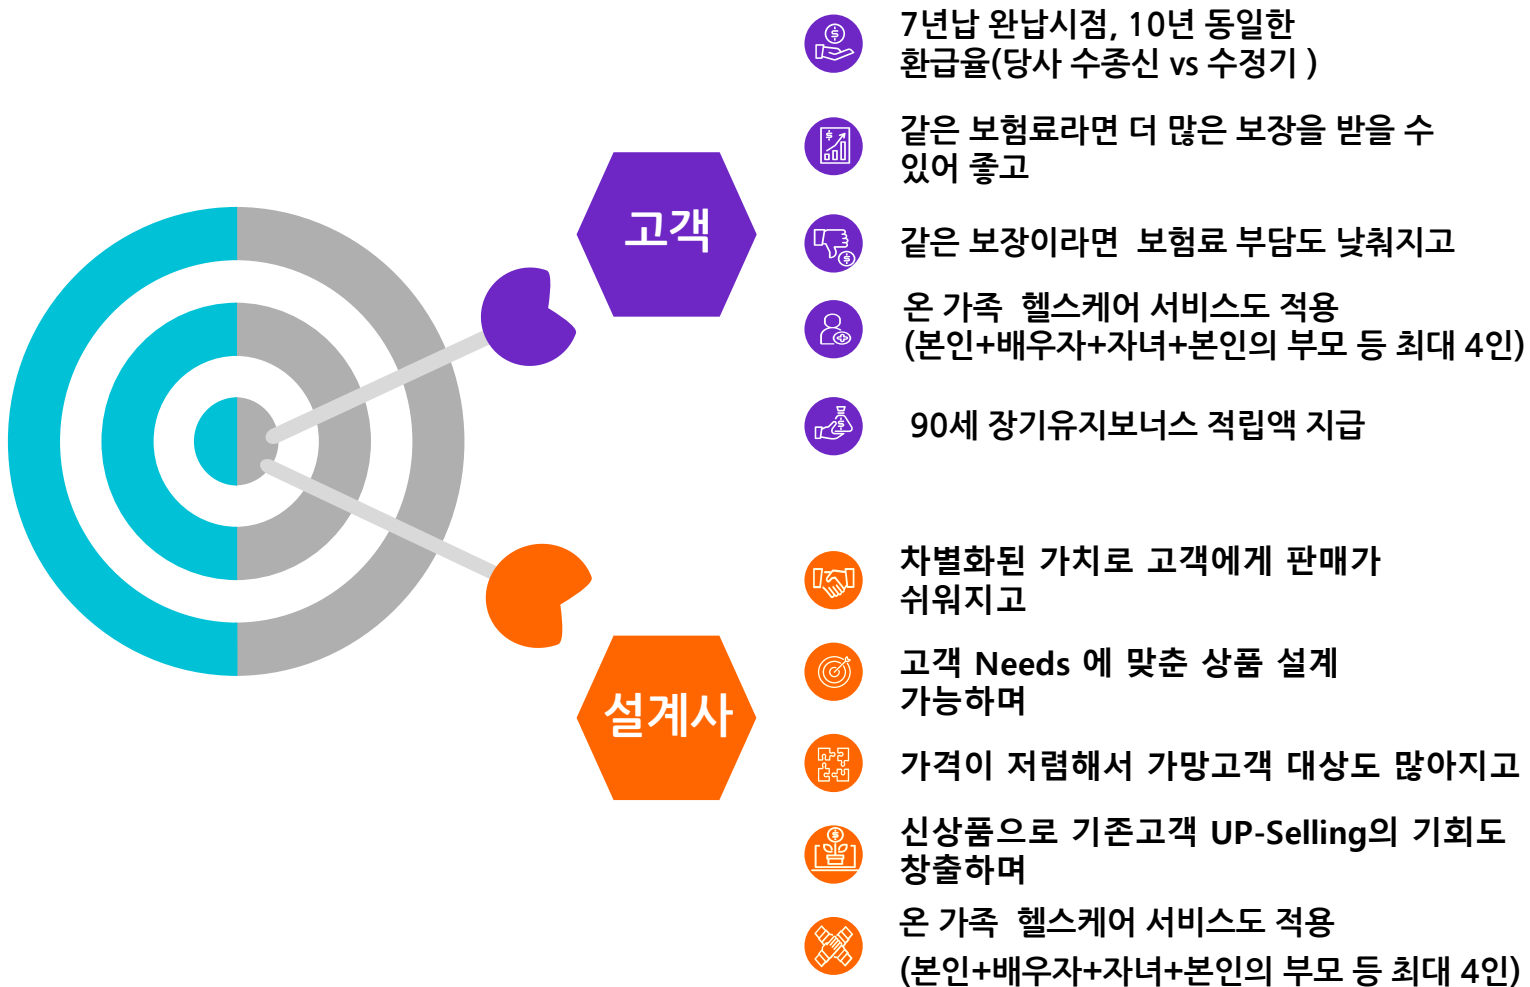 7년납 완납시점, 10년 동일한
환급율(당사 수종신 vs 수정기 )
같은 보험료라면 더 많은 보장을 받을 수
있어 좋고
고객
같은 보장이라면 보험료 부담도 낮춰지고
온 가족 헬스케어 서비스도 적용
(본인+배우자+자녀+본인의 부모 등 최대 4인)
90세 장기유지보너스 적립액 지급
차별화된 가치로 고객에게 판매가
쉬워지고
고객 Needs 에 맞춘 상품 설계
가능하며
설계사
가격이 저렴해서 가망고객 대상도 많아지고
신상품으로 기존고객 UP-Selling의 기회도
창출하며
온 가족 헬스케어 서비스도 적용
(본인+배우자+자녀+본인의 부모 등 최대 4인)